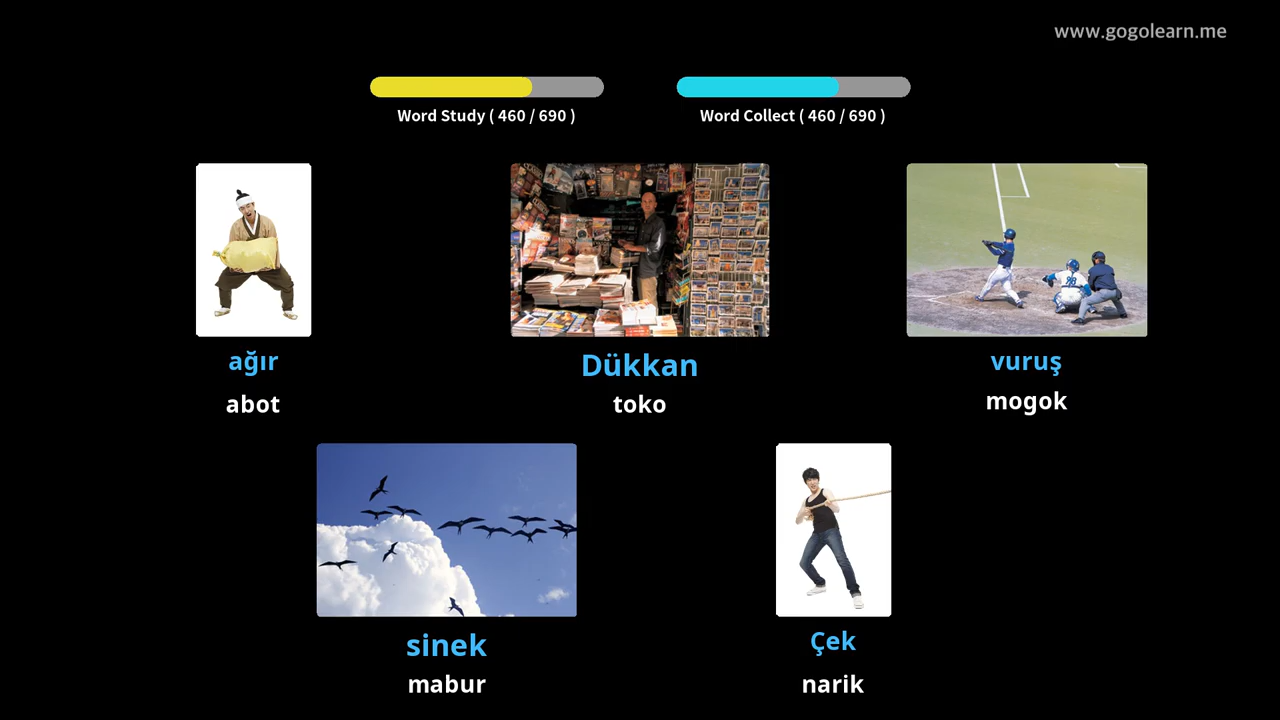 www.gogolearn.me
Word Study ( 460 / 690 )
Word Collect ( 460 / 690 )
ağır
abot
Dükkan
toko
vuruş
mogok
sinek
mabur
Çek
narik